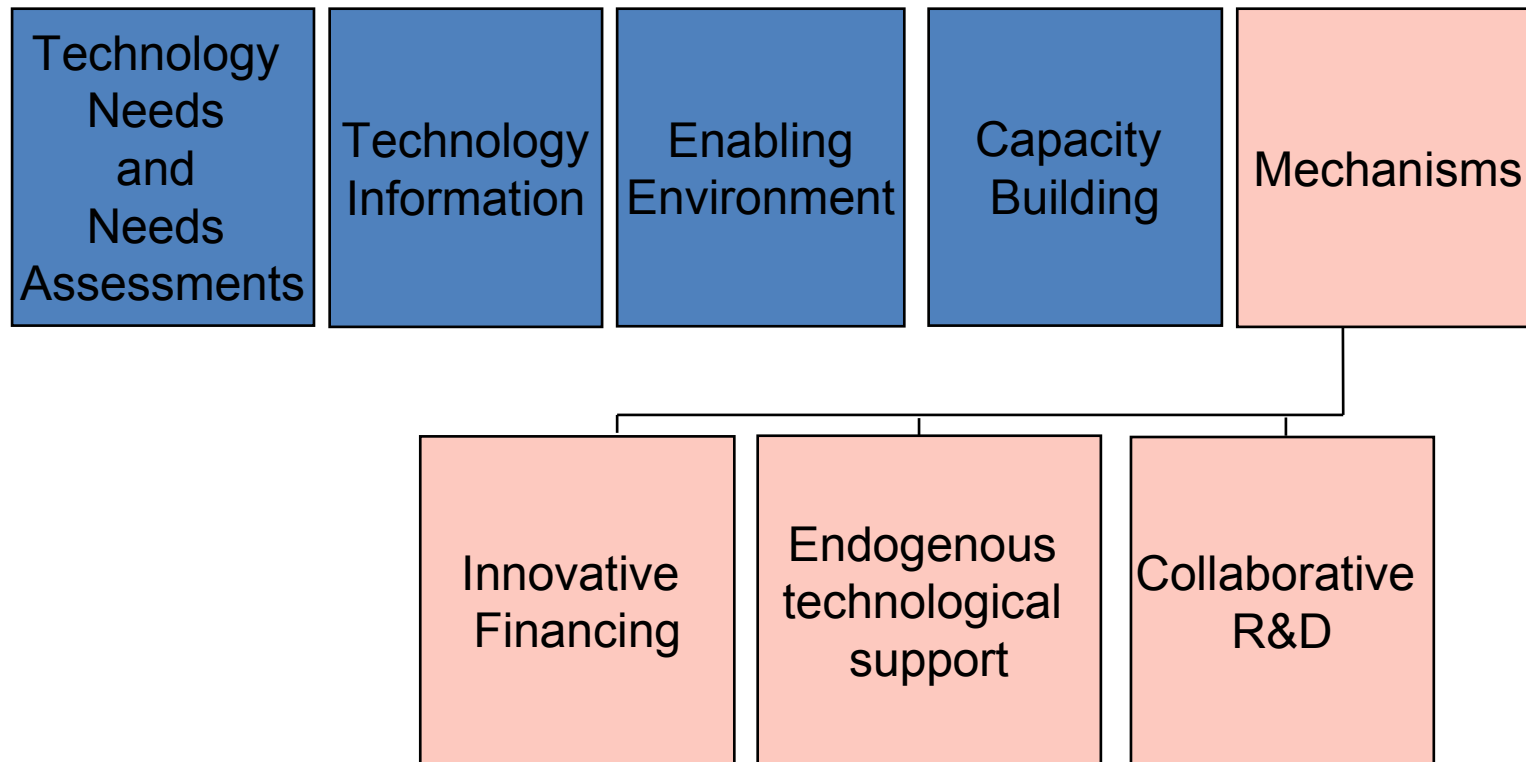 Technology
Needs
and
Needs
Assessments
Technology
Information
Enabling
Environment
Capacity
Building
Mechanisms
Innovative
Financing
Endogenous
technological
support
Collaborative
R&D